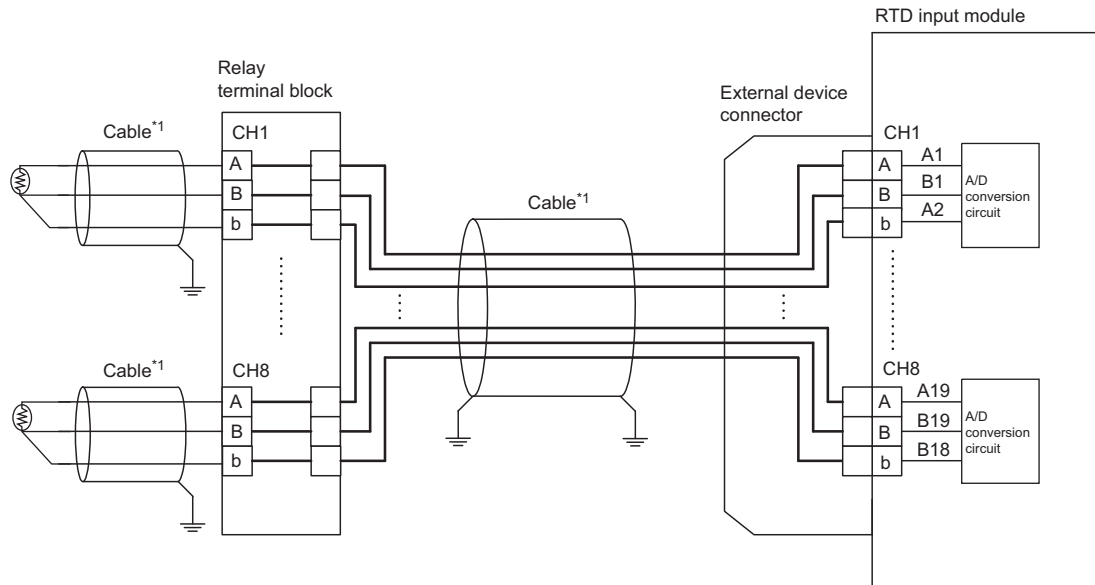 RTD input module
Relay
terminal block
External device
connector
Cable*1
CH1
A
B
b
Cable*1
CH1
A
B
b
A1
B1
A2
A/D
conversion
circuit
Cable*1
CH8
A
B
b
CH8
A
B
b
A19
B19
B18
A/D
conversion
circuit